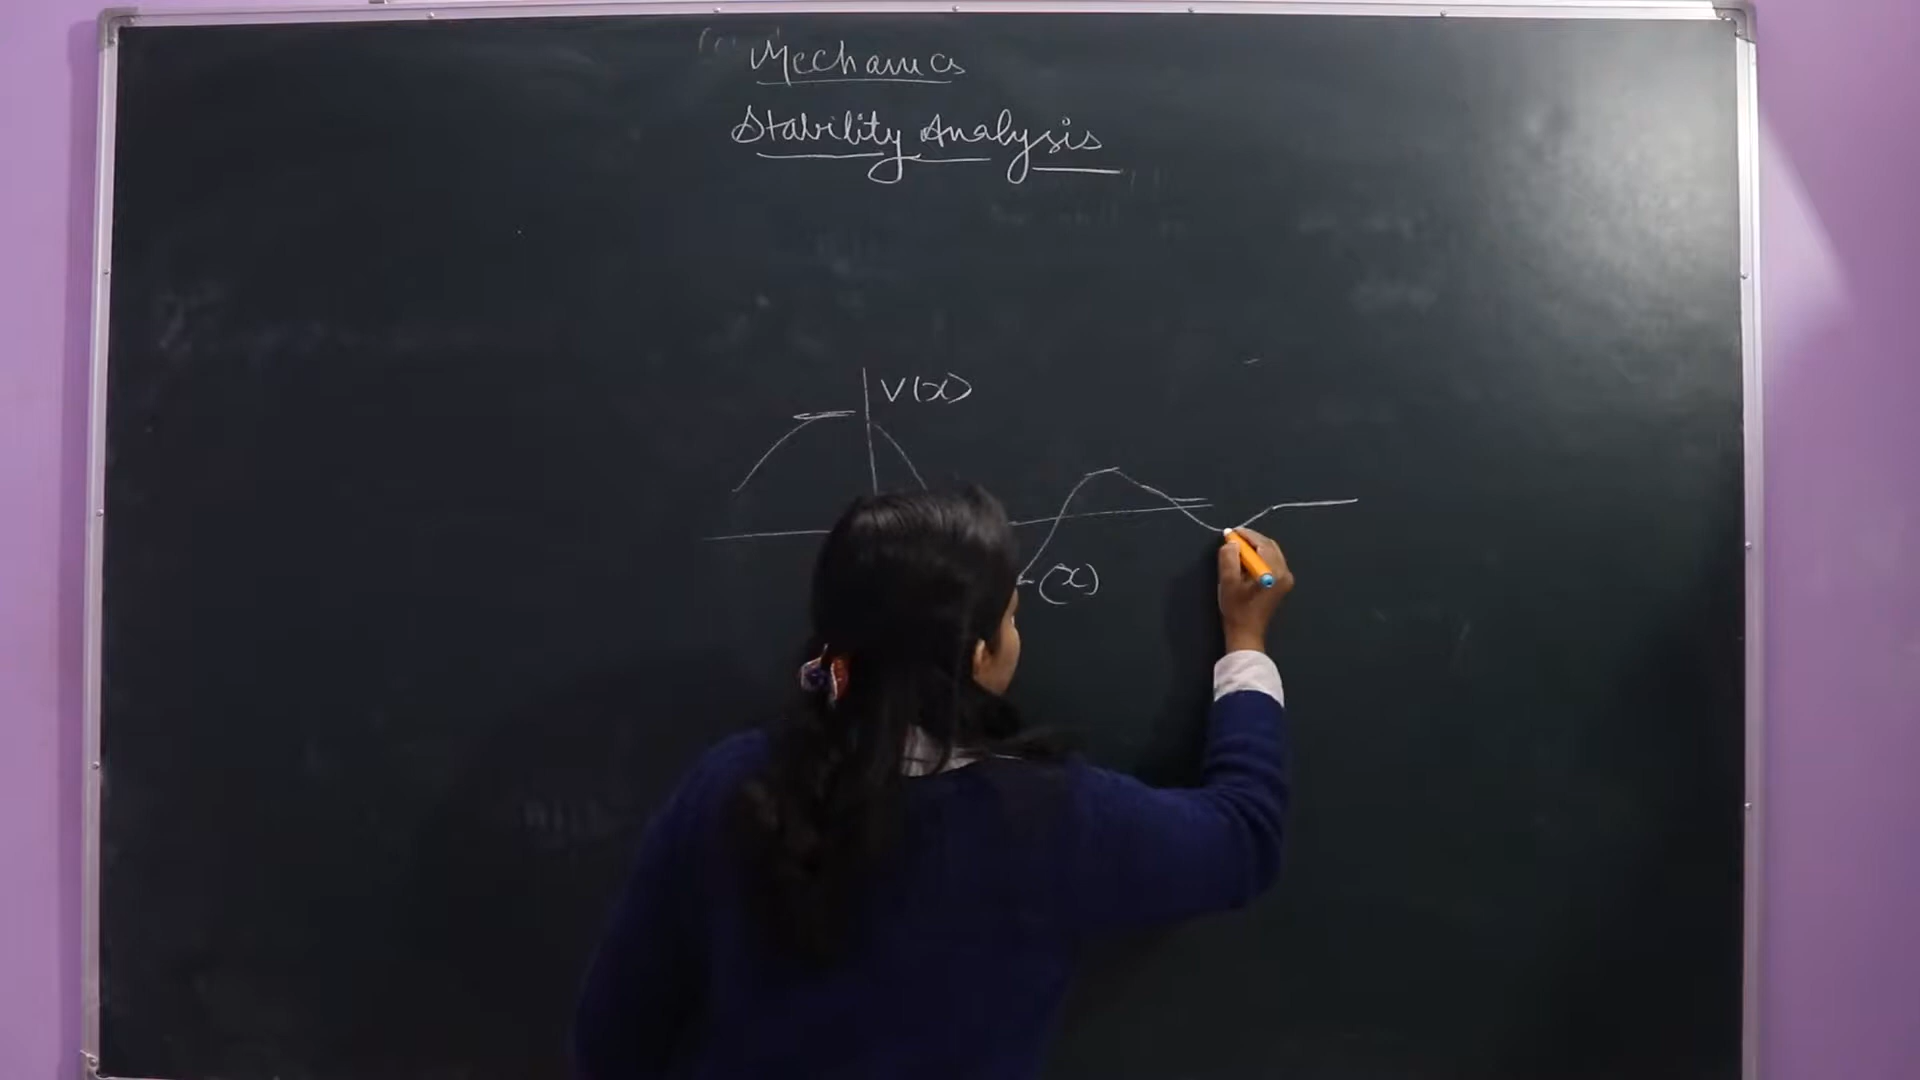 Mechanics
Stability Analysis
V(x)
(x)